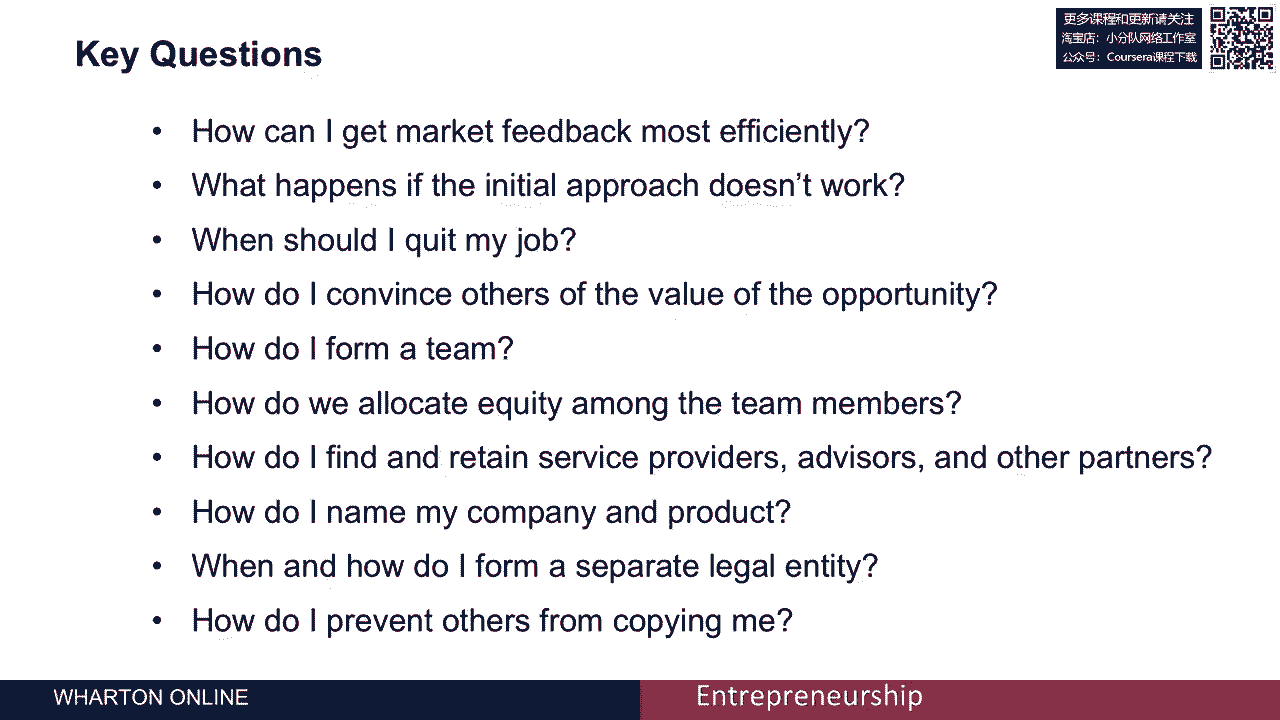 更多课程和更新请关注
淘宝店：小分队网络工作室
公众号：Coursera课程下载
Key Questions
• How can I get market feedback most efficiently?
• What happens if the initial approach doesn’t work?
• When should I quit my job?
• How do I convince others of the value of the opportunity?
• How do I form a team?
• How do we allocate equity among the team members?
• How do I find and retain service providers, advisors, and other partners?
• How do I name my company and product?
• When and how do I form a separate legal entity?
• How do I prevent others from copying me?
WHARTON ONLINE
Entrepreneurship